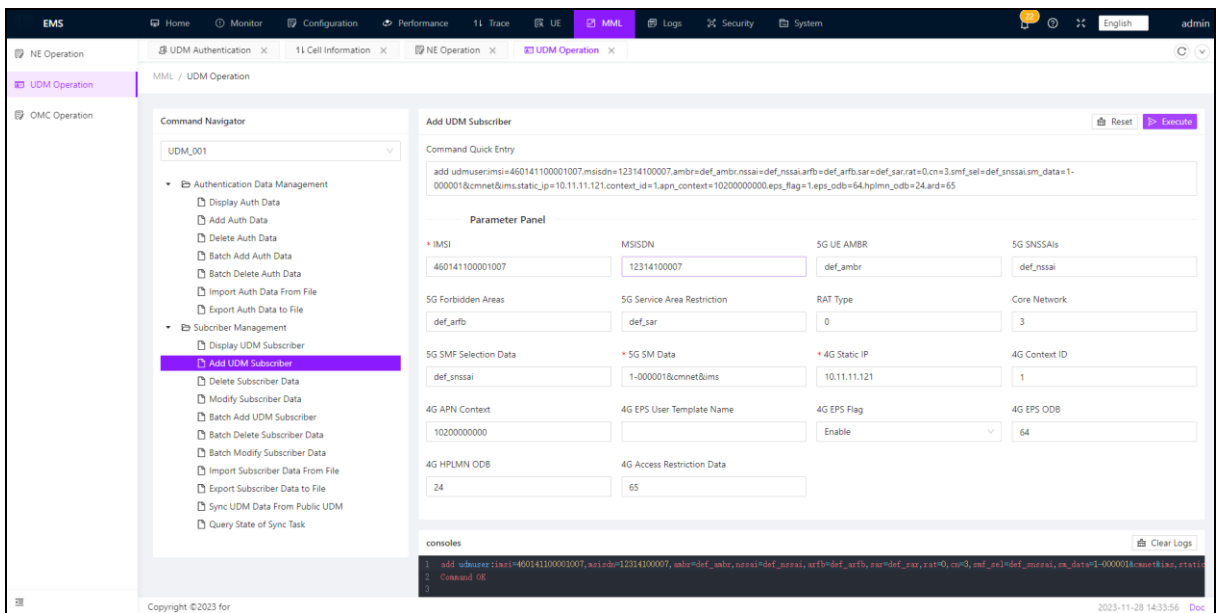 EMS Home Monitor Configuration Performance Trace UE MML Logs Security System 22 English admin
NE Operation
UDM Operation
OMC Operation
UDM Authentication Cell Information NE Operation UDM Operation
MML / UDM Operation
Command Navigator
UDM_001
Authentication Data Management
Display Auth Data
Add Auth Data
Delete Auth Data
Batch Add Auth Data
Batch Delete Auth Data
Import Auth Data From File
Export Auth Data to File
Subcriber Management
Display UDM Subscriber
Add UDM Subscriber
Delete Subscriber Data
Modify Subscriber Data
Batch Add UDM Subscriber
Batch Delete Subscriber Data
Batch Modify Subscriber Data
Import Subscriber Data From File
Export Subscriber Data to File
Sync UDM Data From Public UDM
Query State of Sync Task
Add UDM Subscriber Reset Execute
Command Quick Entry
add udmuser:imsi=460141100001007,msisdn=12314100007,ambr=def_ambr,nssai=def_nssai,arfb=def_arfb,sar=def_sar,rat=0,cn=3,smf_sel=def_snssai,sm_data=1-
000001&cmnet&ims,static_ip=10.11.11.121,context_id=1,apn_context=10200000000,eps_flag=1,eps_odb=64,hplmn_odb=24,ard=65
Parameter Panel
* IMSI MSISDN 5G UE AMBR 5G SNSSAIs
460141100001007 12314100007 def_ambr def_nssai
5G Forbidden Areas 5G Service Area Restriction RAT Type Core Network
def_arfb def_sar 0 3
5G SMF Selection Data * 5G SM Data * 4G Static IP 4G Context ID
def_snssai 1-000001&cmnet&ims 10.11.11.121 1
4G APN Context 4G EPS User Template Name 4G EPS Flag 4G EPS ODB
10200000000 Enable 64
4G HPLMN ODB 4G Access Restriction Data
24 65
consoles Clear Logs
1 add udmuser:imsi=460141100001007,msisdn=12314100007,ambr=def_ambr,nssai=def_nssai,arfb=def_arfb,sar=def_sar,rat=0,cn=3,smf_sel=def_snssai,sm_data=1-000001&cmnet&ims,static
2 Command OK
3
Copyright ©2023 for 2023-11-28 14:33:56 Doc